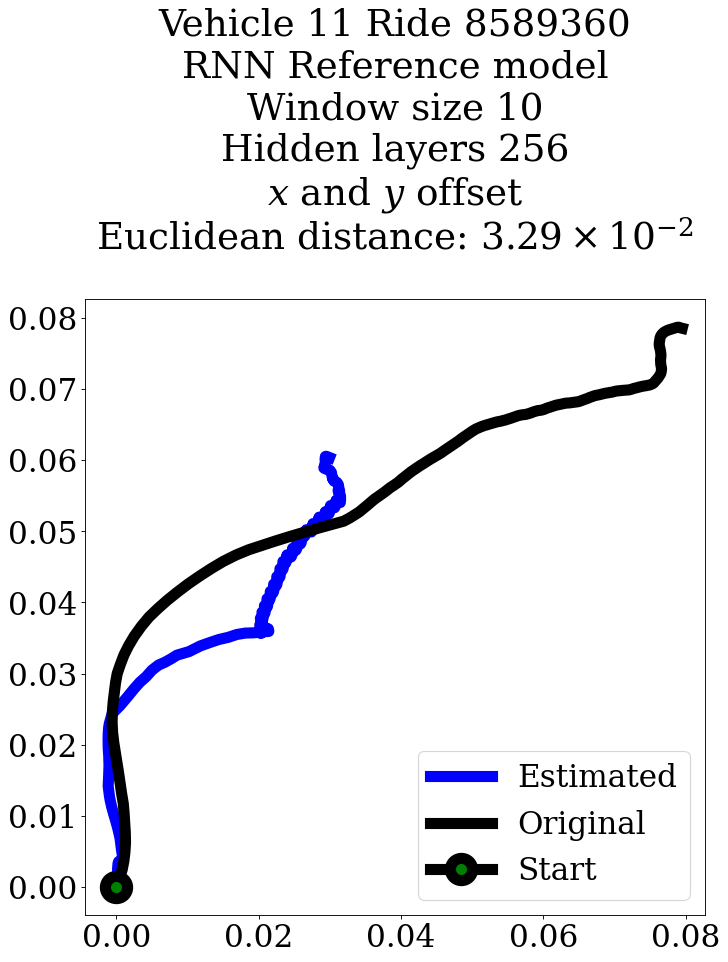 Vehicle 11 Ride 8589360
RNN Reference model
Window size 10
Hidden layers 256
x and y offset
Euclidean distance: 3.29 × 10⁻²
0.08
0.07
0.06
0.05
0.04
0.03
0.02
0.01
0.00
Estimated
Original
Start
0.00 0.02 0.04 0.06 0.08